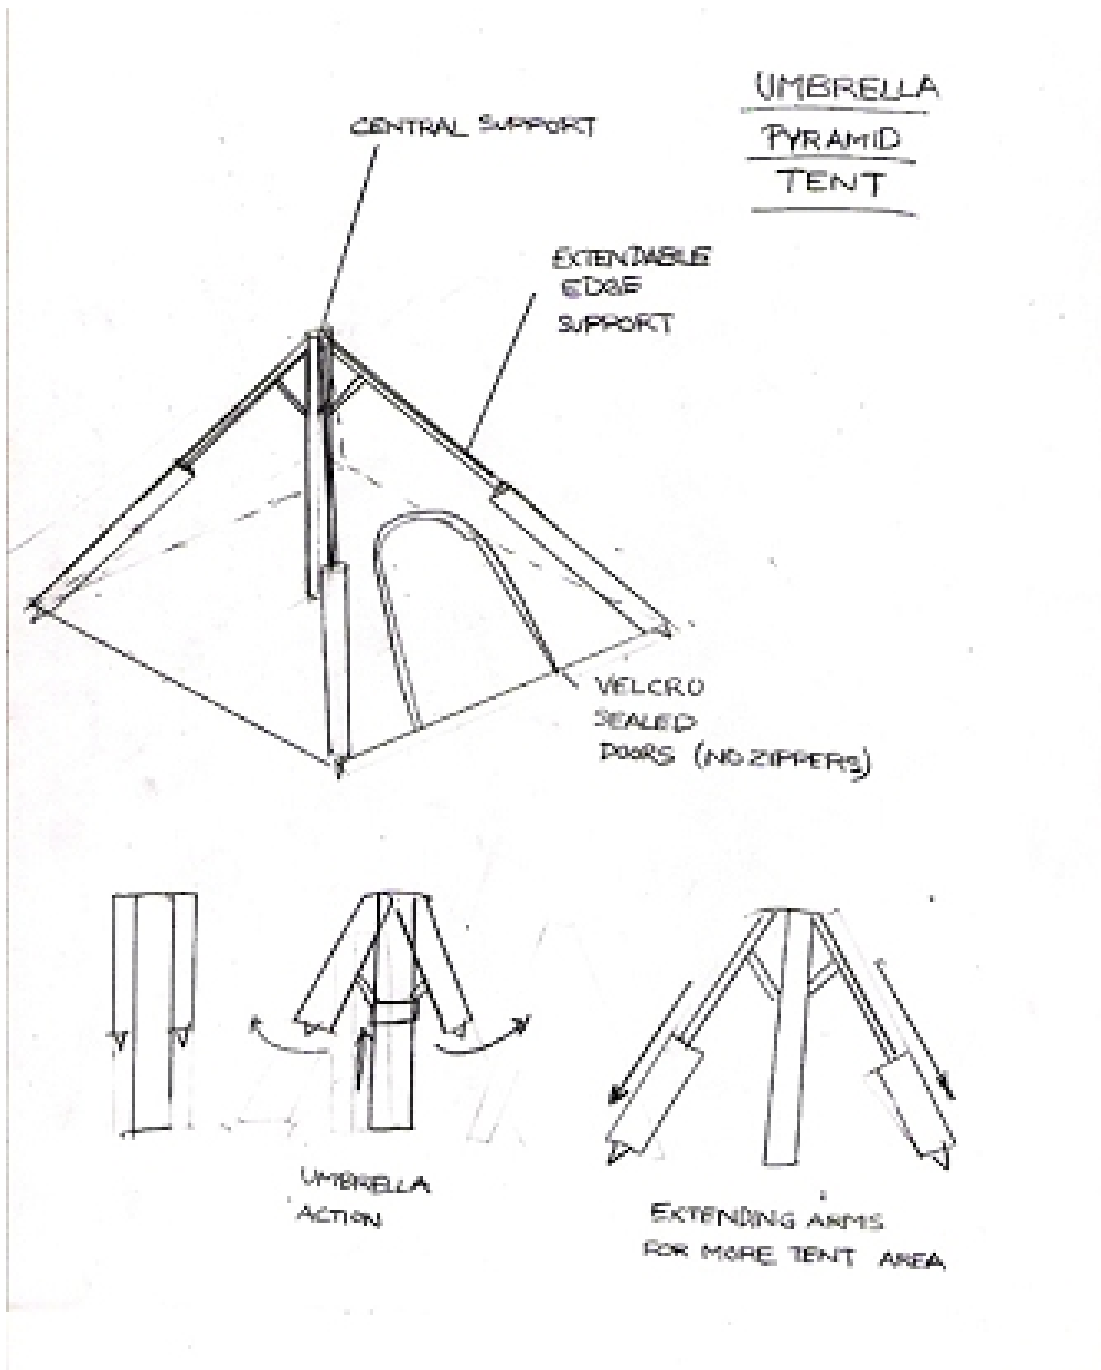 UMBRELLA
PYRAMID
TENT
CENTRAL SUPPORT
EXTENDABLE
EDGE
SUPPORT
VELCRO
SEALED
DOORS (NO ZIPPERS)
UMBRELLA
ACTION
EXTENDING ARMS
FOR MORE TENT AREA